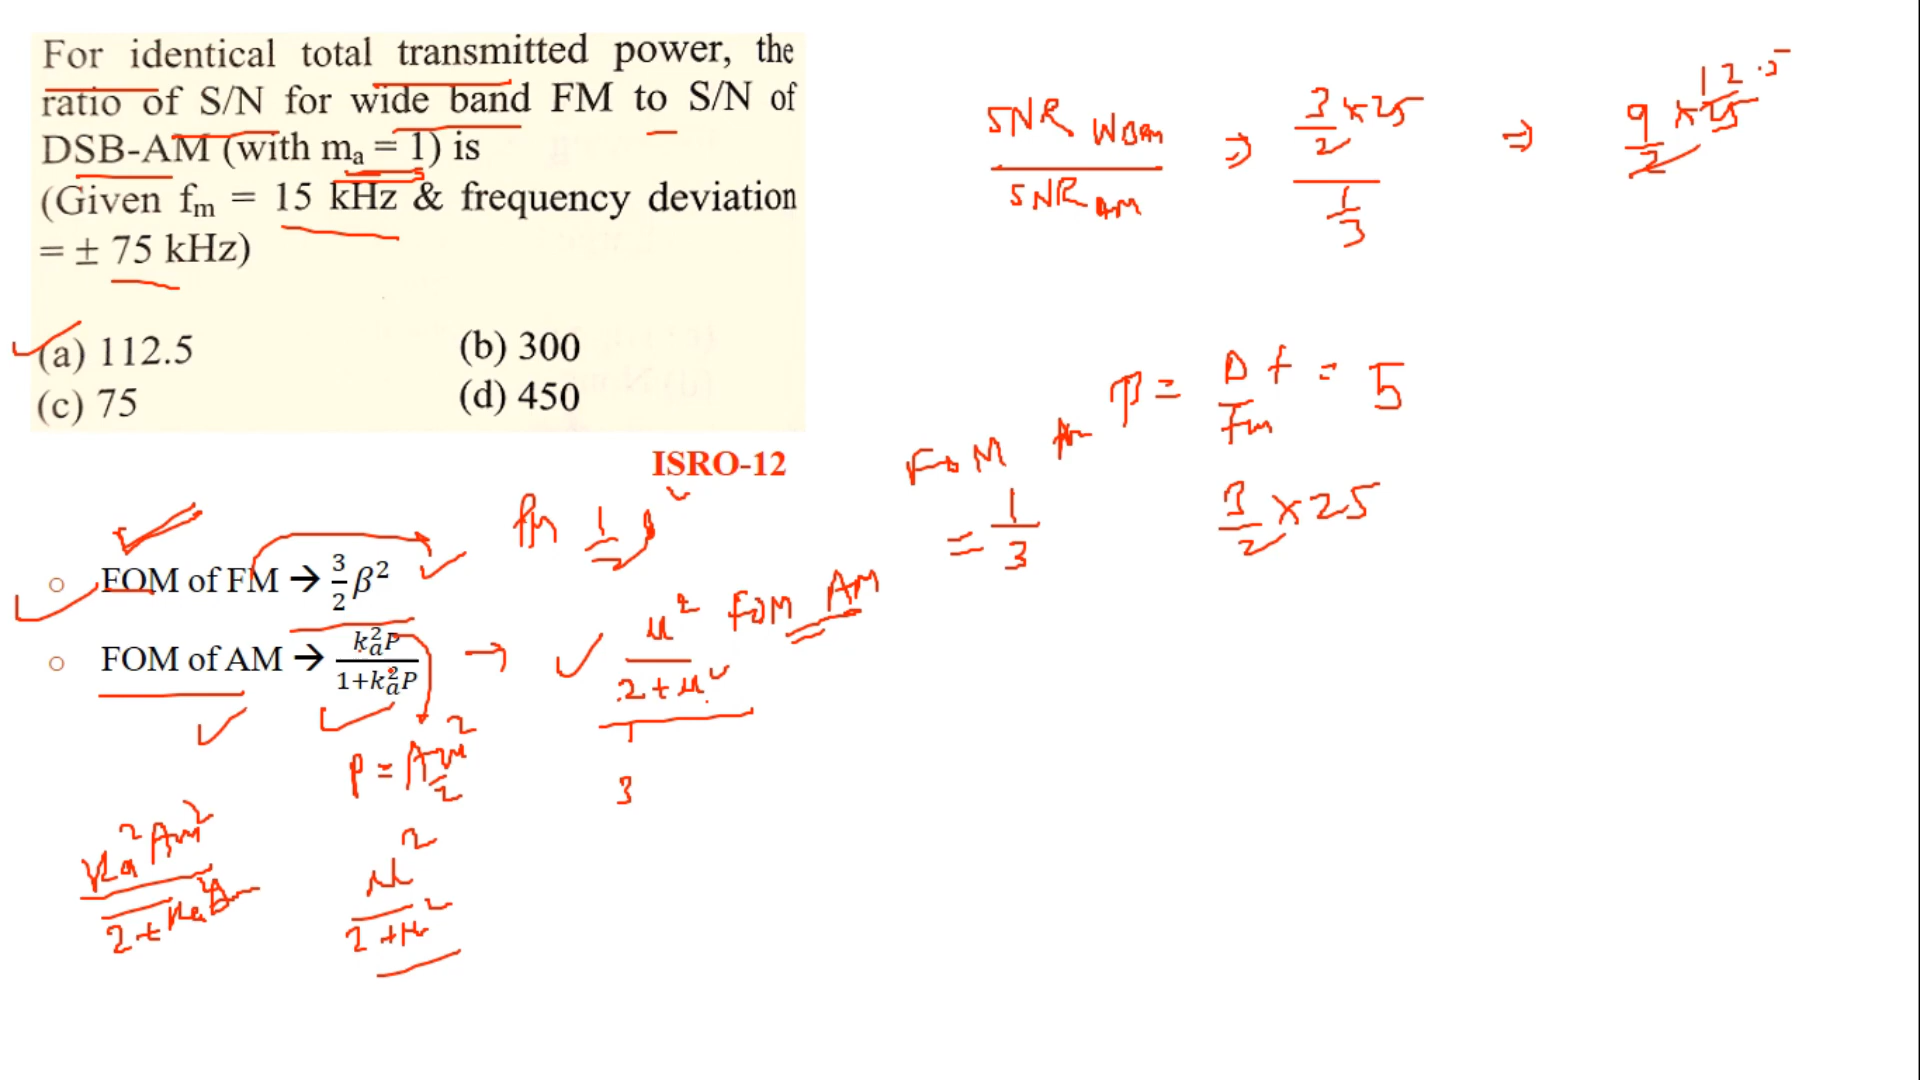 For identical total transmitted power, the
ratio of S/N for wide band FM to S/N of
DSB-AM (with mₐ = 1) is
(Given fₘ = 15 kHz & frequency deviation
= ± 75 kHz)
(a) 112.5 (b) 300
(c) 75 (d) 450
ISRO-12
○ FOM of FM → 3/2 β²
○ FOM of AM → kₐ²P / 1+kₐ²P
P = Am² / 2
Ka² Am² / 2 +
μ² / 2 + μ²
μ² / 2 + μ² FOM AM
1
3
SNR / SNR AM ⇒ 3/2 × 25 / 1/3 ⇒ 9/2 × 25 12.5
β = Δf / Fm = 5
FOM Am
= 1/3
3/2 × 25